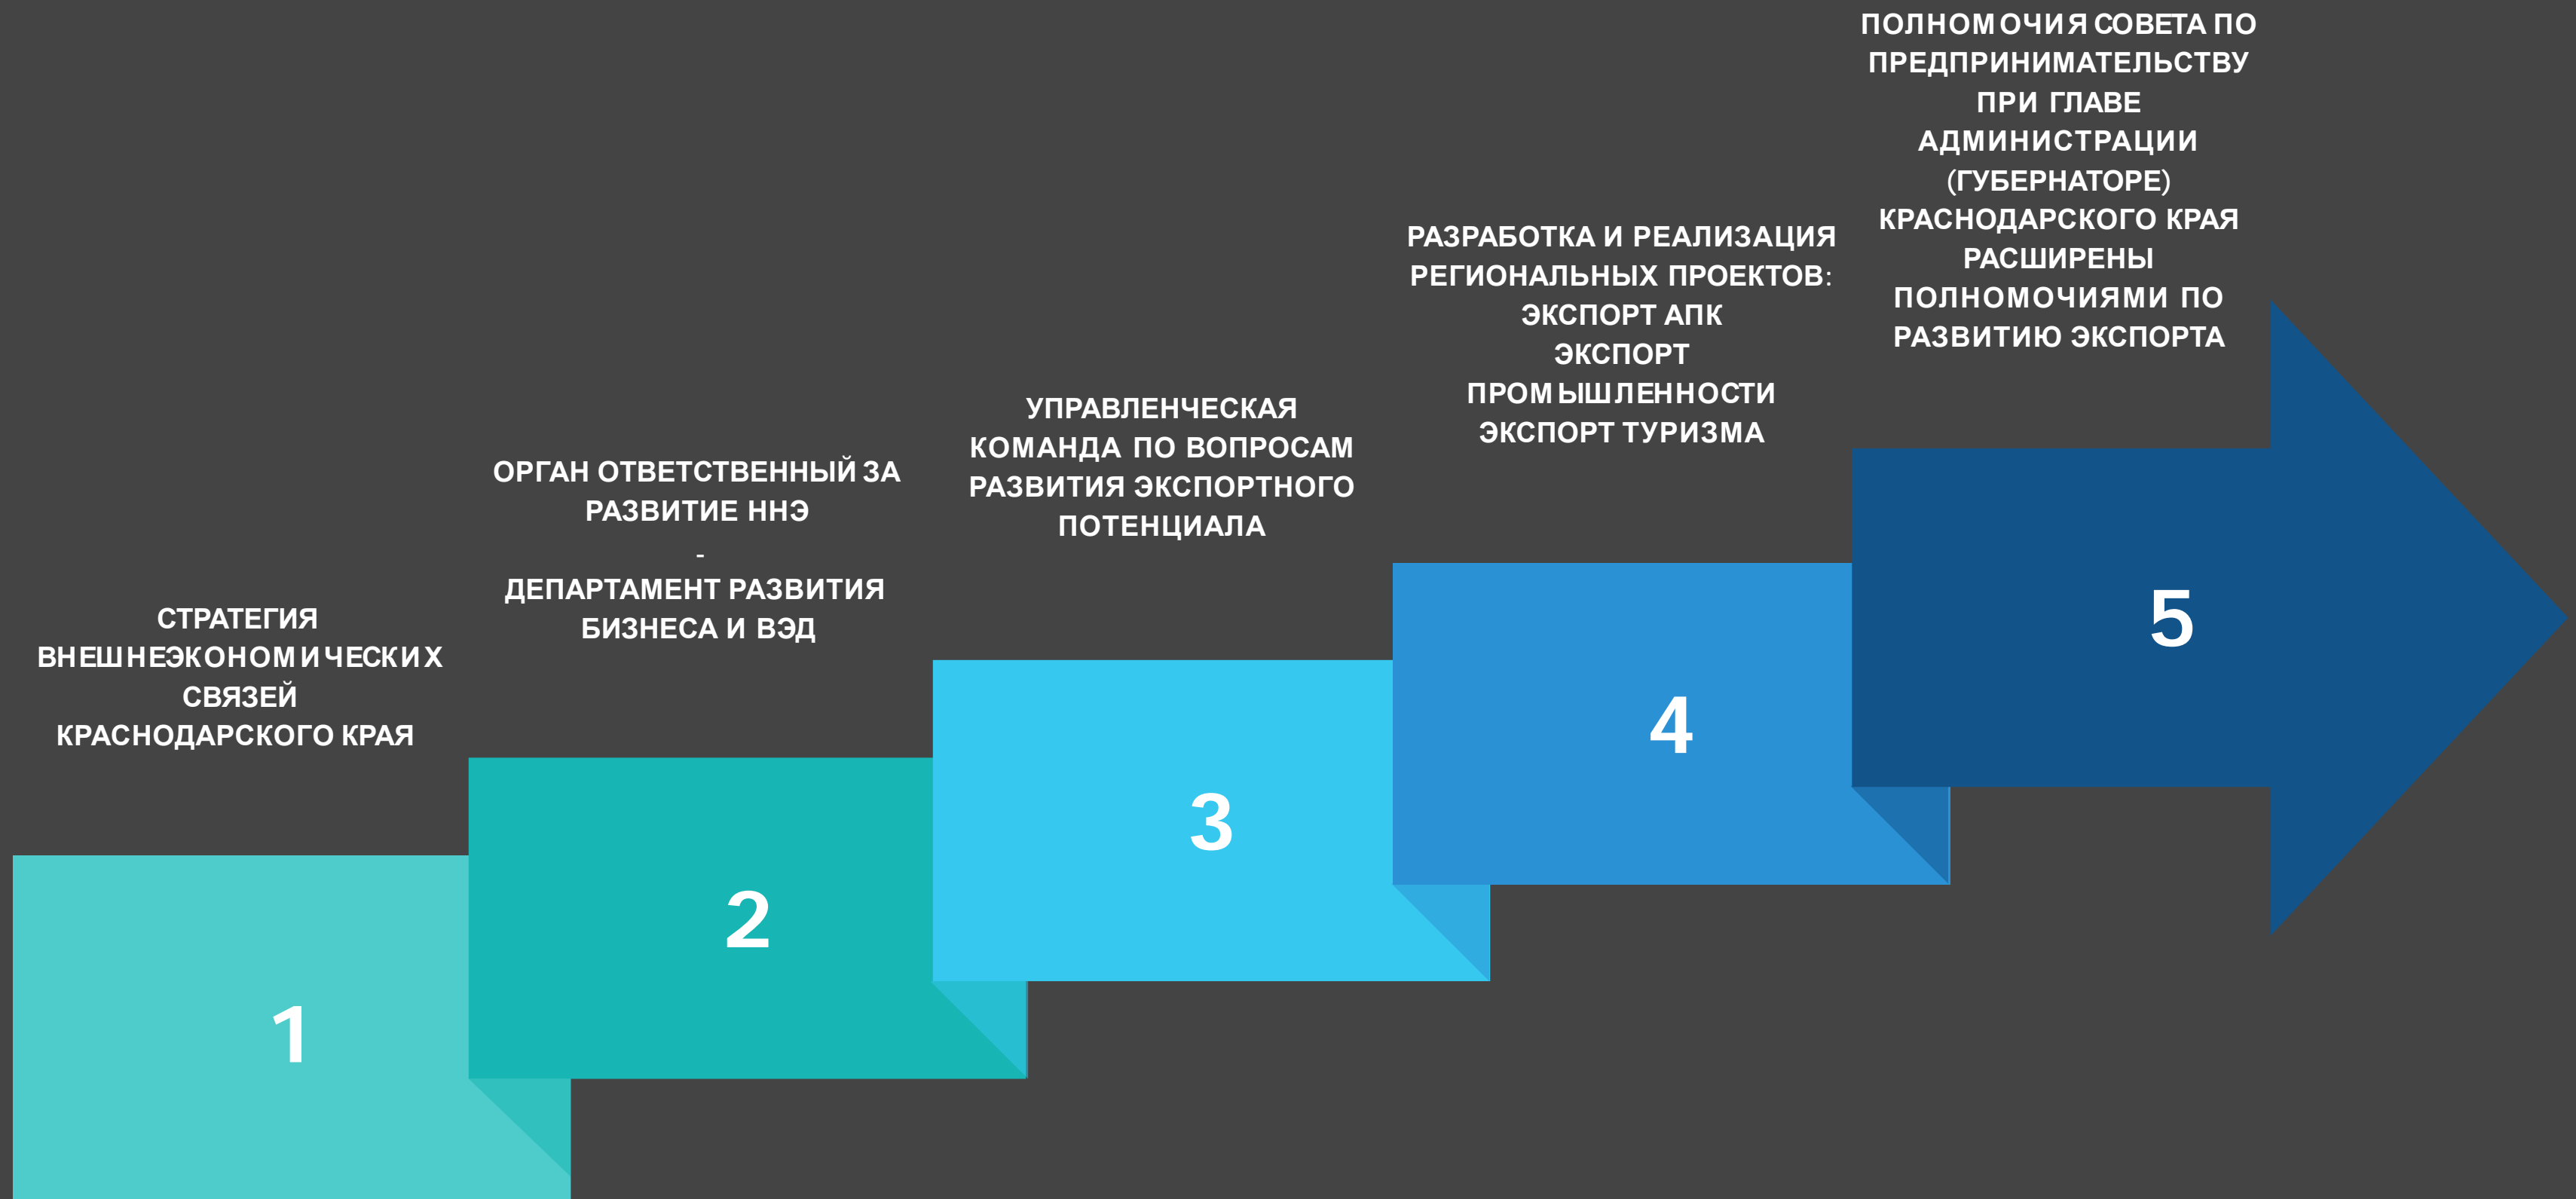 СТРАТЕГИЯ
ВНЕШНЕЭКОНОМИЧЕСКИХ
СВЯЗЕЙ
КРАСНОДАРСКОГО КРАЯ
1
ОРГАН ОТВЕТСТВЕННЫЙ ЗА
РАЗВИТИЕ ННЭ
-
ДЕПАРТАМЕНТ РАЗВИТИЯ
БИЗНЕСА И ВЭД
2
УПРАВЛЕНЧЕСКАЯ
КОМАНДА ПО ВОПРОСАМ
РАЗВИТИЯ ЭКСПОРТНОГО
ПОТЕНЦИАЛА
3
РАЗРАБОТКА И РЕАЛИЗАЦИЯ
РЕГИОНАЛЬНЫХ ПРОЕКТОВ:
ЭКСПОРТ АПК
ЭКСПОРТ
ПРОМЫШЛЕННОСТИ
ЭКСПОРТ ТУРИЗМА
4
ПОЛНОМОЧИЯ СОВЕТА ПО
ПРЕДПРИНИМАТЕЛЬСТВУ
ПРИ ГЛАВЕ
АДМИНИСТРАЦИИ
(ГУБЕРНАТОРЕ)
КРАСНОДАРСКОГО КРАЯ
РАСШИРЕНЫ
ПОЛНОМОЧИЯМИ ПО
РАЗВИТИЮ ЭКСПОРТА
5